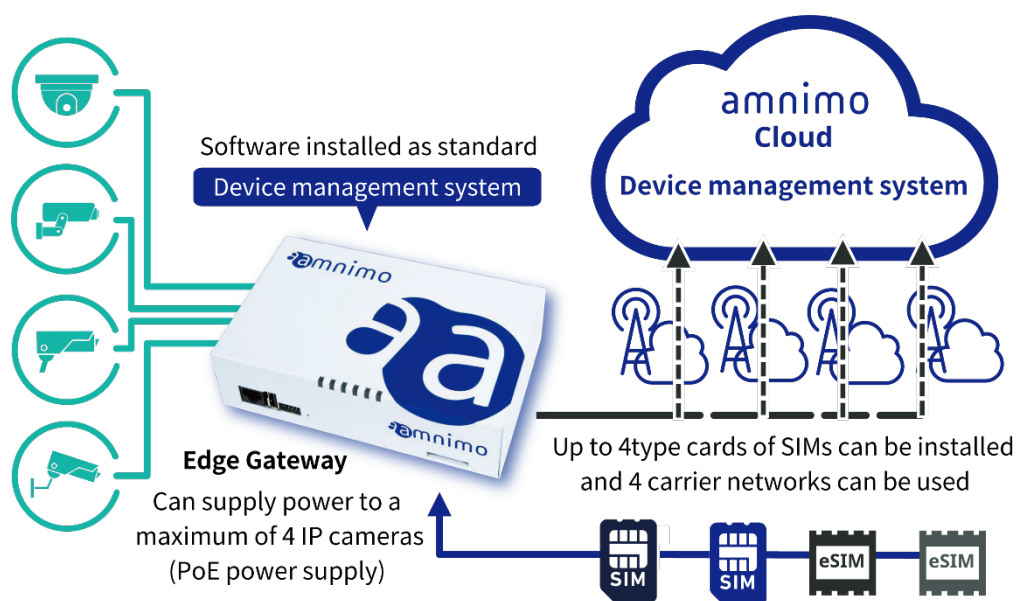 Software installed as standard
Device management system
amnimo
Cloud
Device management system
amnimo
aa
amnimo
Edge Gateway
Can supply power to a
maximum of 4 IP cameras
(PoE power supply)
Up to 4type cards of SIMs can be installed
and 4 carrier networks can be used
SIM
SIM
eSIM
eSIM